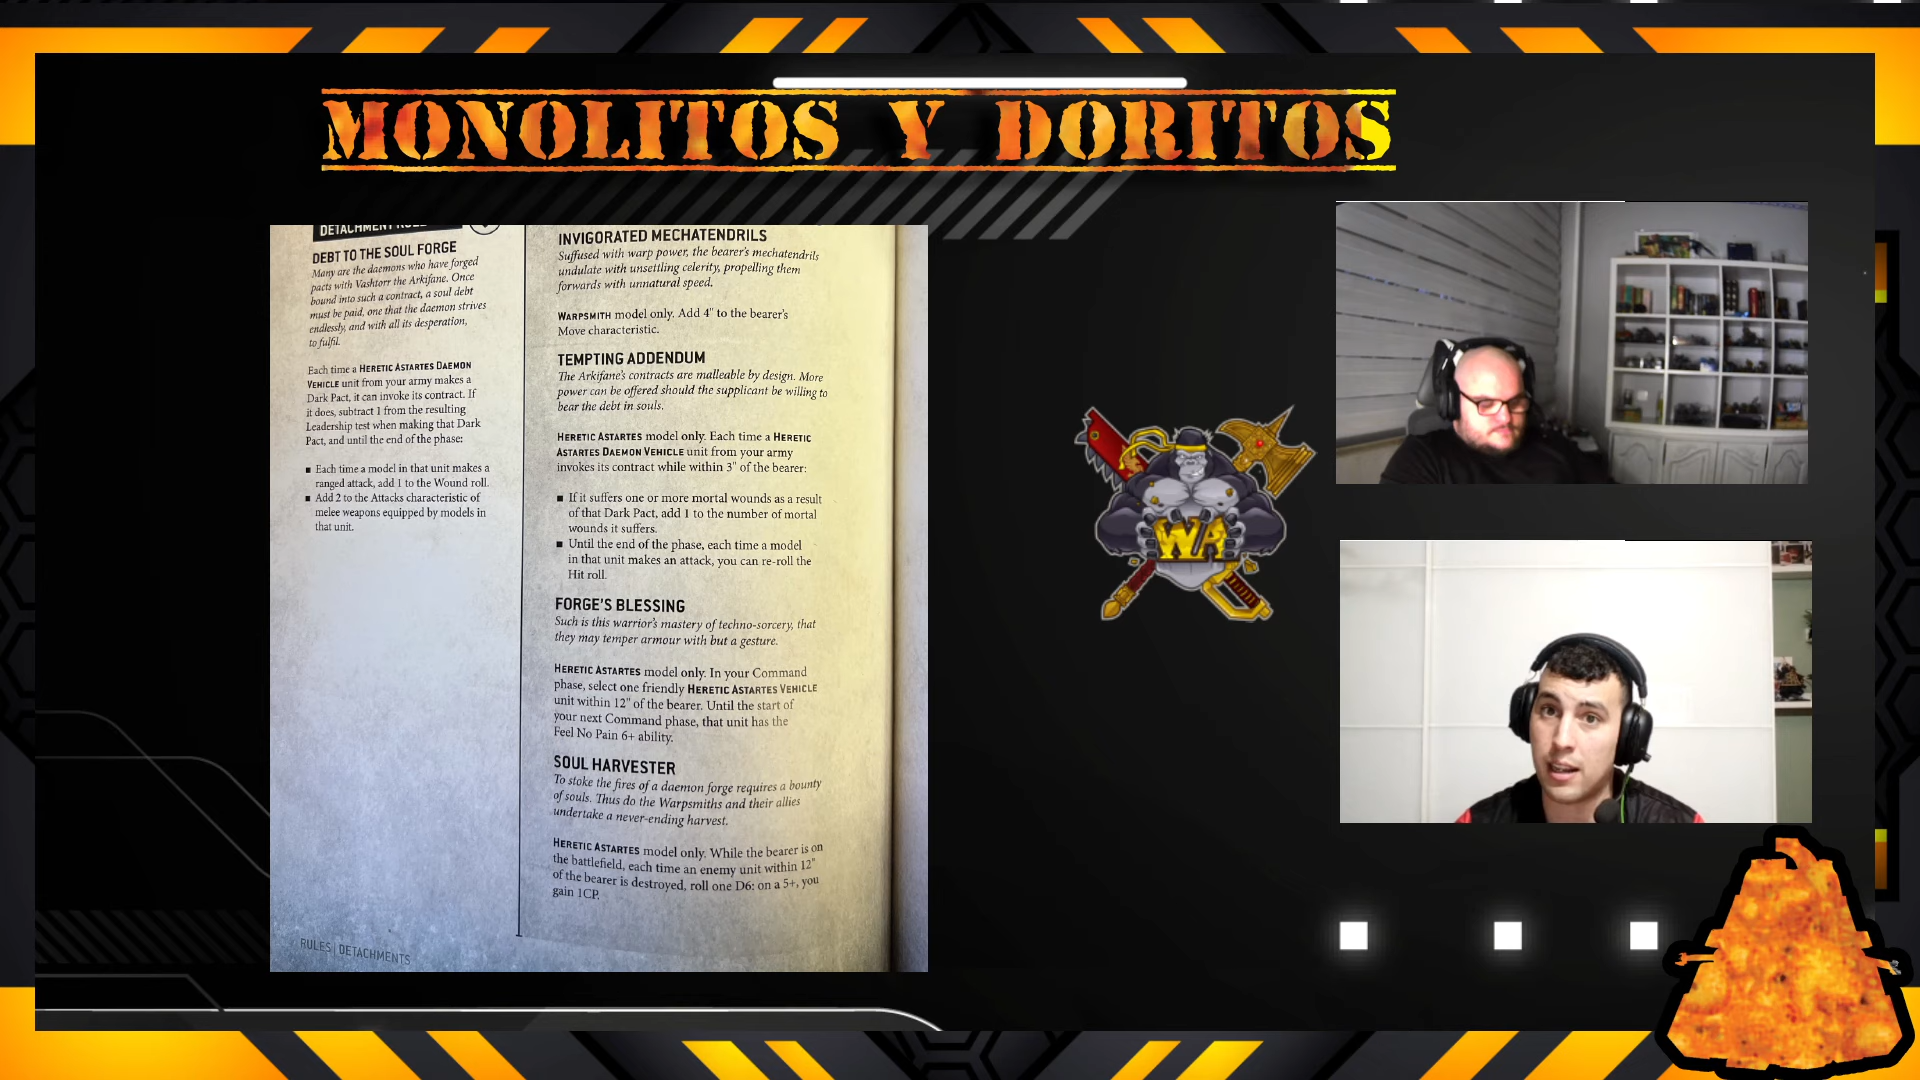 MONOLITOS Y DORITOS
DEBT TO THE SOUL FORGE
Many are the daemons who have forged
pacts with Vashtorr the Arkifane. Once
bound into such a contract, a soul debt
must be paid, one that the daemon strives
endlessly, and with all its desperation,
to fulfil.
Each time a HERETIC ASTARTES DAEMON
VEHICLE unit from your army makes a
Dark Pact, it can invoke its contract. If
it does, subtract 1 from the resulting
Leadership test when making that Dark
Pact, and until the end of the phase:
■ Each time a model in that unit makes a
ranged attack, add 1 to the Wound roll.
■ Add 2 to the Attacks characteristic of
melee weapons equipped by models in
that unit.
RULES | DETACHMENTS
INVIGORATED MECHATENDRILS
Suffused with warp power, the bearer's mechatendrils
undulate with unsettling celerity, propelling them
forwards with unnatural speed.
WARPSMITH model only. Add 4" to the bearer's
Move characteristic.
TEMPTING ADDENDUM
The Arkifane's contracts are malleable by design. More
power can be offered should the supplicant be willing to
bear the debt in souls.
HERETIC ASTARTES model only. Each time a HERETIC
ASTARTES DAEMON VEHICLE unit from your army
invokes its contract while within 3" of the bearer:
■ If it suffers one or more mortal wounds as a result
of that Dark Pact, add 1 to the number of mortal
wounds it suffers.
■ Until the end of the phase, each time a model
in that unit makes an attack, you can re-roll the
Hit roll.
FORGE'S BLESSING
Such is this warrior's mastery of techno-sorcery, that
they may temper armour with but a gesture.
HERETIC ASTARTES model only. In your Command
phase, select one friendly HERETIC ASTARTES VEHICLE
unit within 12" of the bearer. Until the start of
your next Command phase, that unit has the
Feel No Pain 6+ ability.
SOUL HARVESTER
To stoke the fires of a daemon forge requires a bounty
of souls. Thus do the Warpsmiths and their allies
undertake a never-ending harvest.
HERETIC ASTARTES model only. While the bearer is on
the battlefield, each time an enemy unit within 12"
of the bearer is destroyed, roll one D6: on a 5+, you
gain 1CP.